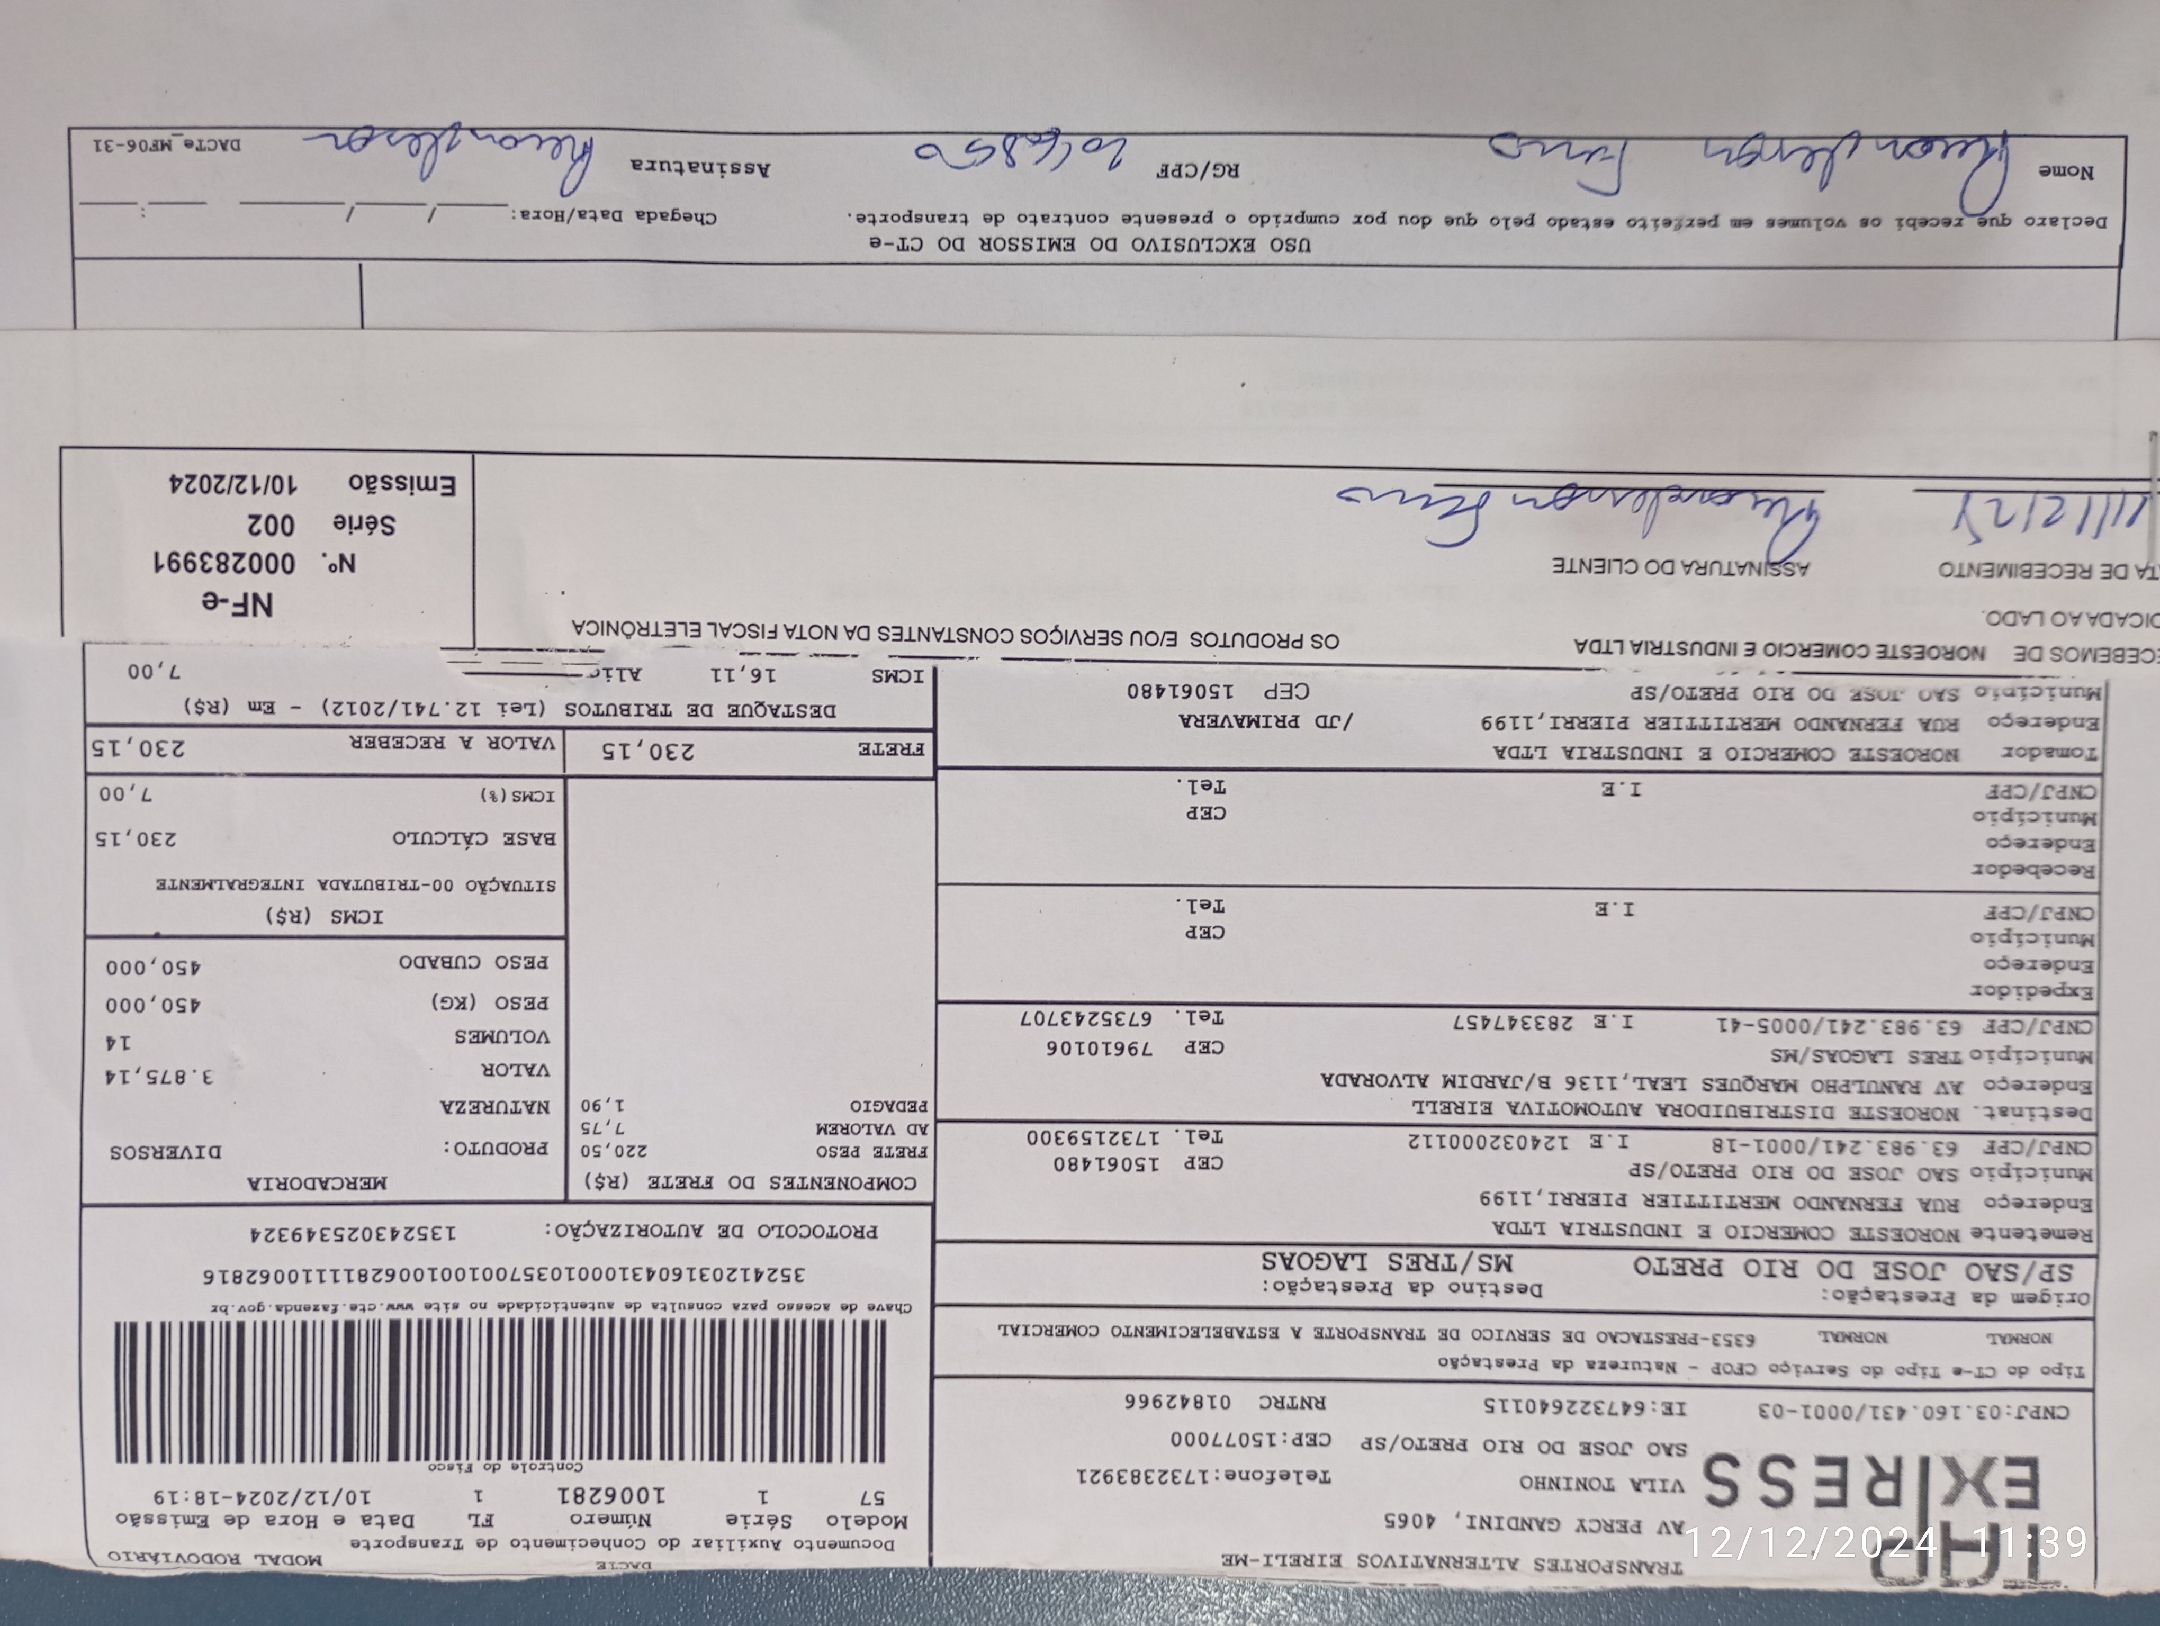 TRANSPORTES ALTERNATIVOS EIRELI-ME
AV PERCY GANDINI, 4065
VILA TONINHO Telefone:1732383921
SAO JOSE DO RIO PRETO/SP CEP:15077000
EXPRESS
CNPJ:03.160.431/0001-03 IE:647322640115 RNTRC 01842966
DACTE MODAL RODOVIÁRIO
Documento Auxiliar do Conhecimento de Transporte
Modelo Série Número FL Data e Hora de Emissão
57 1 1006281 1 10/12/2024-18:19
Controle do Fisco
Chave de acesso para consulta de autenticidade no site www.cte.fazenda.gov.br
35241203160431000103570010010062811110062816
PROTOCOLO DE AUTORIZAÇÃO: 135243025349324
Tipo do CT-e Tipo do Serviço CFOP - Natureza da Prestação
NORMAL NORMAL 6353-PRESTACAO DE SERVICO DE TRANSPORTE A ESTABELECIMENTO COMERCIAL
Origem da Prestação: Destino da Prestação:
SP/SAO JOSE DO RIO PRETO MS/TRES LAGOAS
Remetente NOROESTE COMERCIO E INDUSTRIA LTDA
Endereço RUA FERNANDO MERTITTIER PIERRI,1199
Município SAO JOSE DO RIO PRETO/SP CEP 15061480
CNPJ/CPF 63.983.241/0001-18 I.E 124032000112 Tel. 1732159300
Destinat. NOROESTE DISTRIBUIDORA AUTOMOTIVA EIRELL
Endereço AV RANULPHO MARQUES LEAL,1136 B/JARDIM ALVORADA
Município TRES LAGOAS/MS CEP 79610106
CNPJ/CPF 63.983.241/0005-41 I.E 283347457 Tel. 6735243707
Expedidor
Endereço
Município CEP
CNPJ/CPF I.E Tel.
Recebedor
Endereço
Município CEP
CNPJ/CPF I.E Tel.
Tomador NOROESTE COMERCIO E INDUSTRIA LTDA
Endereço RUA FERNANDO MERTITTIER PIERRI,1199 /JD PRIMAVERA
Município SAO JOSE DO RIO PRETO/SP CEP 15061480
COMPONENTES DO FRETE (R$)
FRETE PESO 220,50
AD VALOREM 7,75
PEDAGIO 1,90
MERCADORIA
PRODUTO: DIVERSOS
NATUREZA
VALOR 3.875,14
VOLUMES 14
PESO (KG) 450,000
PESO CUBADO 450,000
ICMS (R$)
SITUAÇÃO 00-TRIBUTADA INTEGRALMENTE
BASE CÁLCULO 230,15
ICMS(%) 7,00
FRETE 230,15 VALOR A RECEBER 230,15
DESTAQUE DE TRIBUTOS (Lei 12.741/2012) - Em (R$)
ICMS 16,11 Aliq 7,00
CEBEMOS DE NOROESTE COMERCIO E INDUSTRIA LTDA OS PRODUTOS E/OU SERVIÇOS CONSTANTES DA NOTA FISCAL ELETRÔNICA
DICADA AO LADO.
TA DE RECEBIMENTO ASSINATURA DO CLIENTE
11/12/24
NF-e
Nº. 000283991
Série 002
Emissão 10/12/2024
USO EXCLUSIVO DO EMISSOR DO CT-e
Declaro que recebi os volumes em perfeito estado pelo que dou por cumprido o presente contrato de transporte. Chegada Data/Hora: / / :
Nome RG/CPF Assinatura DACTe_MF06-31
12/12/2024 11:39